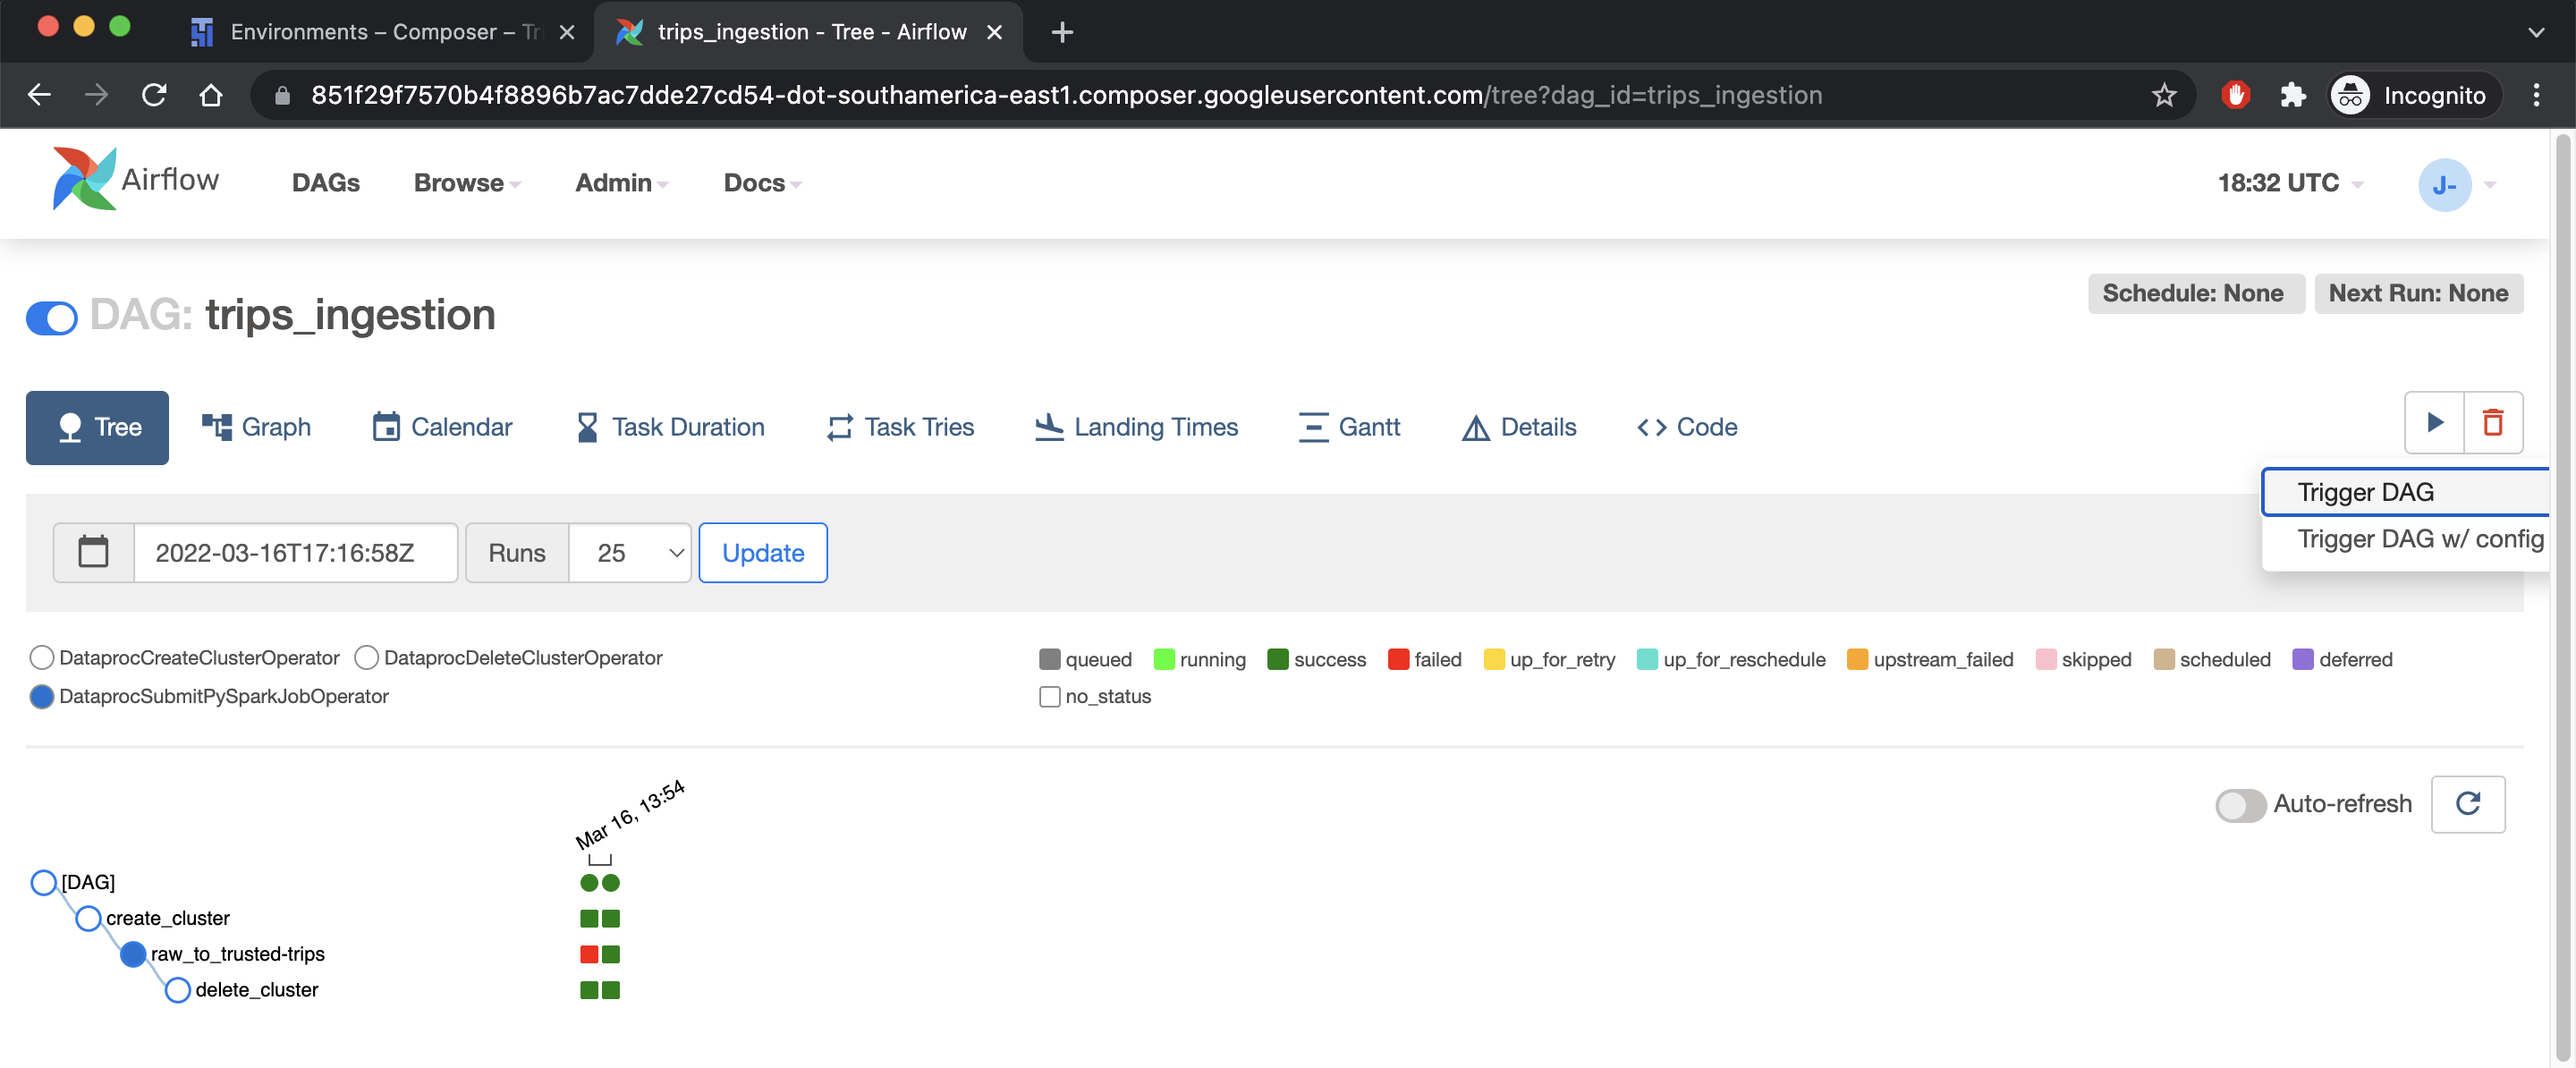 Environments – Composer – Tri
trips_ingestion - Tree - Airflow
851f29f7570b4f8896b7ac7dde27cd54-dot-southamerica-east1.composer.googleusercontent.com/tree?dag_id=trips_ingestion
Incognito
Airflow
DAGs
Browse
Admin
Docs
18:32 UTC
J-
DAG: trips_ingestion
Schedule: None
Next Run: None
Tree
Graph
Calendar
Task Duration
Task Tries
Landing Times
Gantt
Details
Code
Trigger DAG
Trigger DAG w/ config
2022-03-16T17:16:58Z
Runs
25
Update
DataprocCreateClusterOperator
DataprocDeleteClusterOperator
DataprocSubmitPySparkJobOperator
queued
running
success
failed
up_for_retry
up_for_reschedule
upstream_failed
skipped
scheduled
deferred
no_status
Auto-refresh
Mar 16, 13:54
[DAG]
create_cluster
raw_to_trusted-trips
delete_cluster